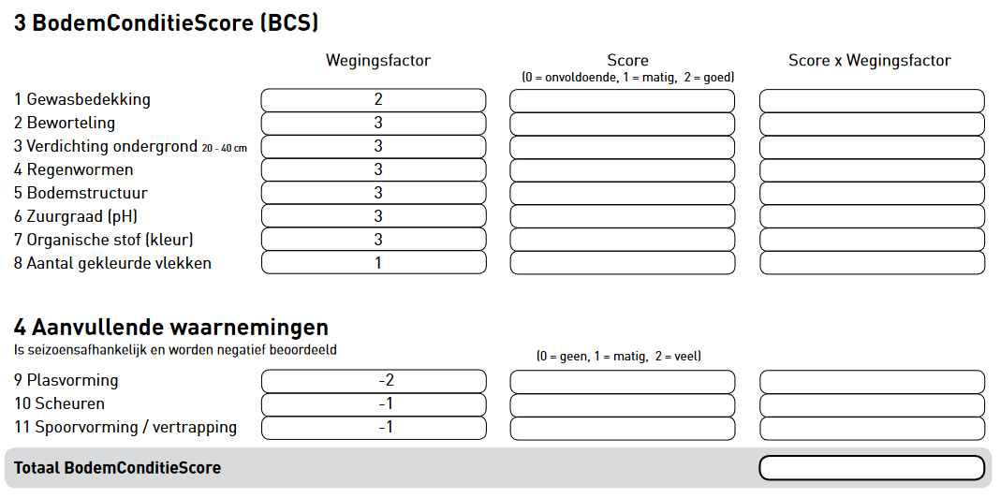 3 BodemConditieScore (BCS)
Wegingsfactor Score Score x Wegingsfactor
(0 = onvoldoende, 1 = matig, 2 = goed)
1 Gewasbedekking 2
2 Beworteling 3
3 Verdichting ondergrond 20 - 40 cm 3
4 Regenwormen 3
5 Bodemstructuur 3
6 Zuurgraad (pH) 3
7 Organische stof (kleur) 3
8 Aantal gekleurde vlekken 1
4 Aanvullende waarnemingen
Is seizoensafhankelijk en worden negatief beoordeeld
(0 = geen, 1 = matig, 2 = veel)
9 Plasvorming -2
10 Scheuren -1
11 Spoorvorming / vertrapping -1
Totaal BodemConditieScore